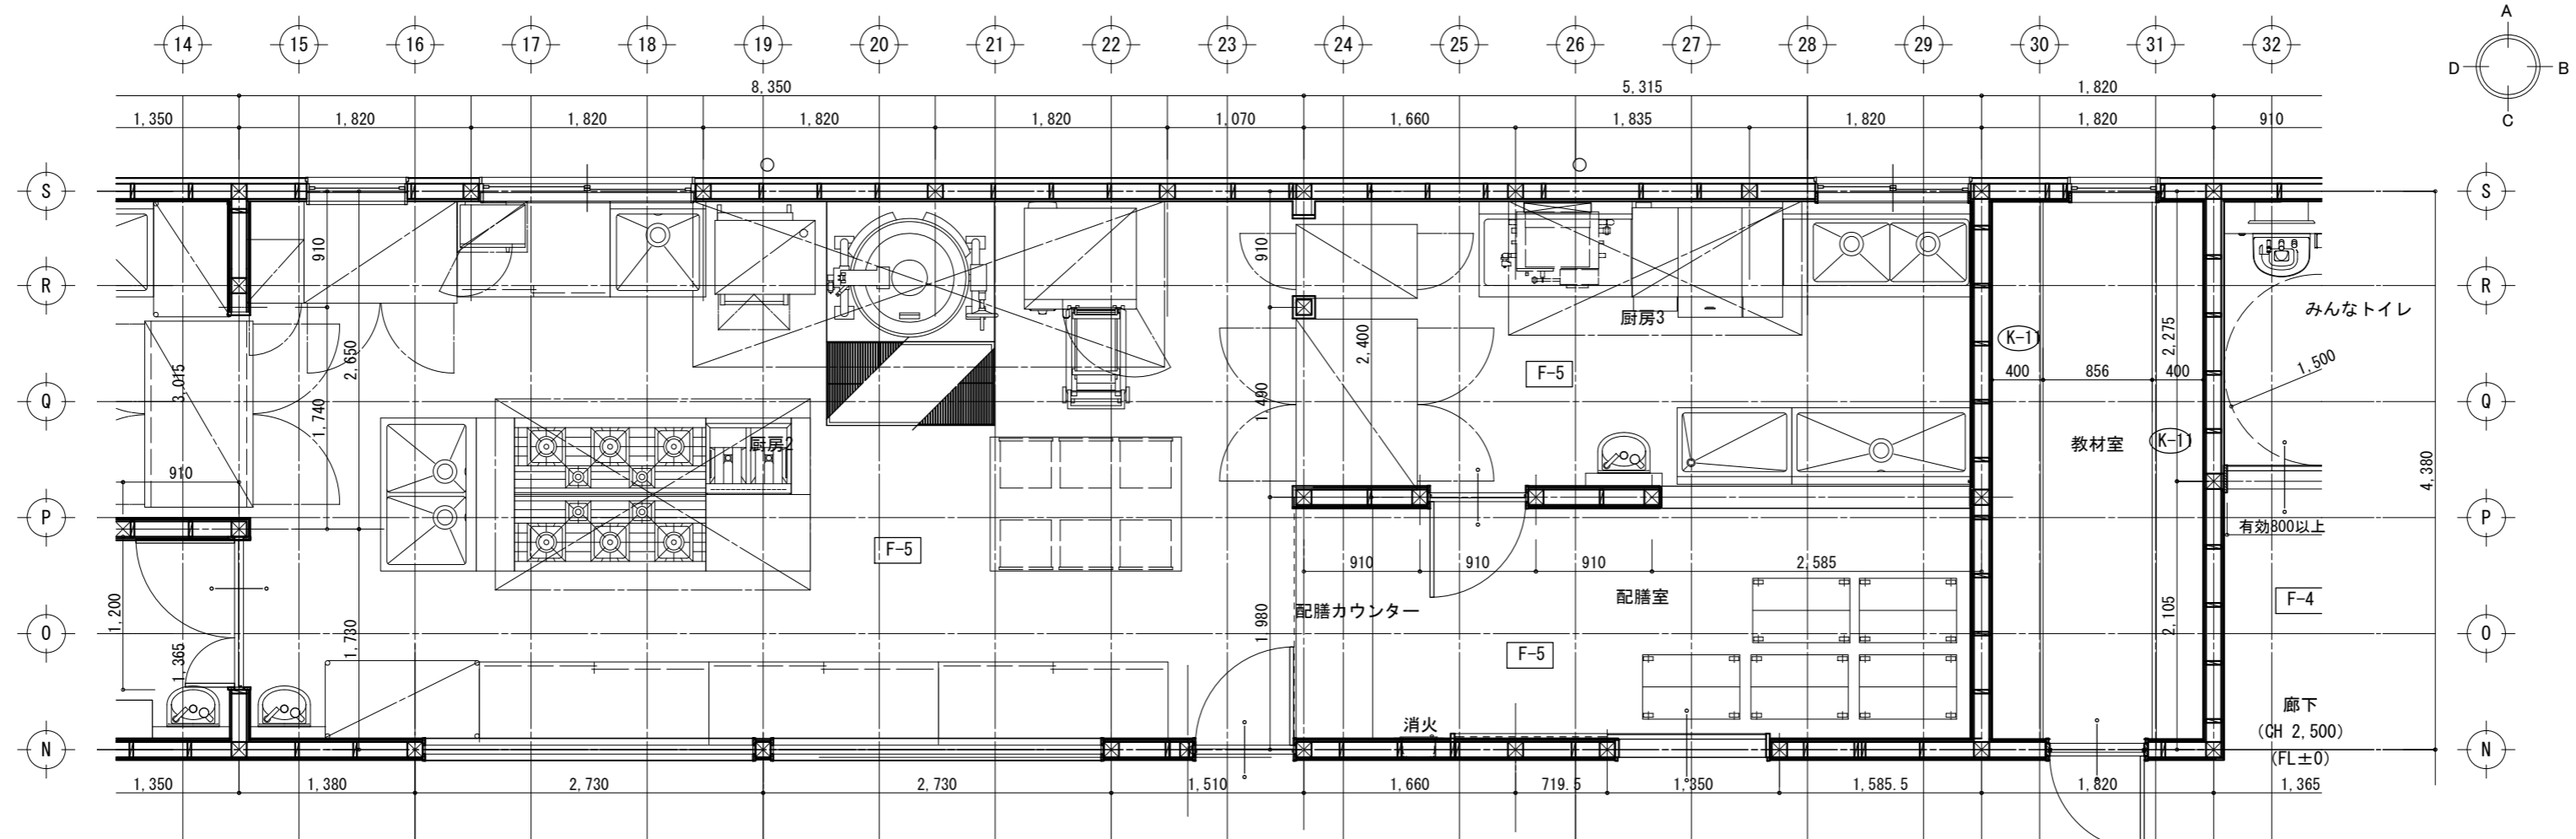 14 15 16 17 18 19 20 21 22 23 24 25 26 27 28 29 30 31 32
A
D B
C
8,350 5,315 1,820
1,350 1,820 1,820 1,820 1,820 1,070 1,660 1,835 1,820 1,820 910
S S
910 910
R R
厨房3 みんなトイレ
K-11
2,650 2,400 2,275
1,500
3,015 F-5
400 856 400
Q Q
1,740 1,490
厨房2 教材室 K-11
910 4,380
P P
有効800以上
F-5
910 910 910 2,585
1,200 配膳カウンター 配膳室 F-4
1,980 2,105
O O
1,365 1,730 F-5
廊下
消火 (CH 2,500)
N N
(FL±0)
1,350 1,380 2,730 2,730 1,510 1,660 719.5 1,350 1,585.5 1,820 1,365